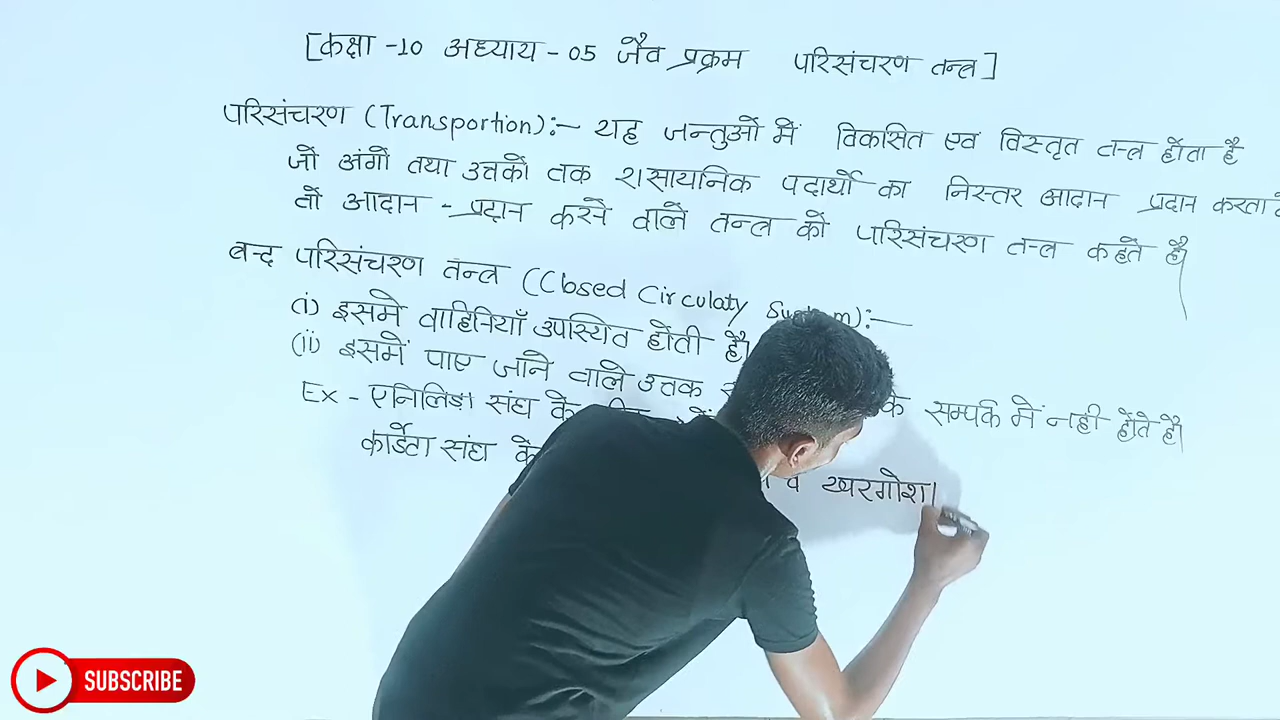 [कक्षा -10 अध्याय - 05 जैव प्रक्रम परिसंचरण तन्त्र]
परिसंचरण (Transportion):- यह जन्तुओं में विकसित एवं विस्तृत तन्त्र होता है
जो अंगों तथा उत्तकों तक रासायनिक पदार्थों का निस्तर आदान प्रदान करता
तो आदान - प्रदान करने वाले तन्त्र को परिसंचरण तन्त्र कहते है।
बन्द परिसंचरण तन्त्र (Closed Circulaty):-
(i) इसमे वाहिनियाँ उपस्थित होती है।
(ii) इसमें पाए जाने वाले उत्तक के सम्पर्क में नही होते है।
Ex - एनिलिडा संघ के
कार्डेटा संघ के व खरगोश।
SUBSCRIBE